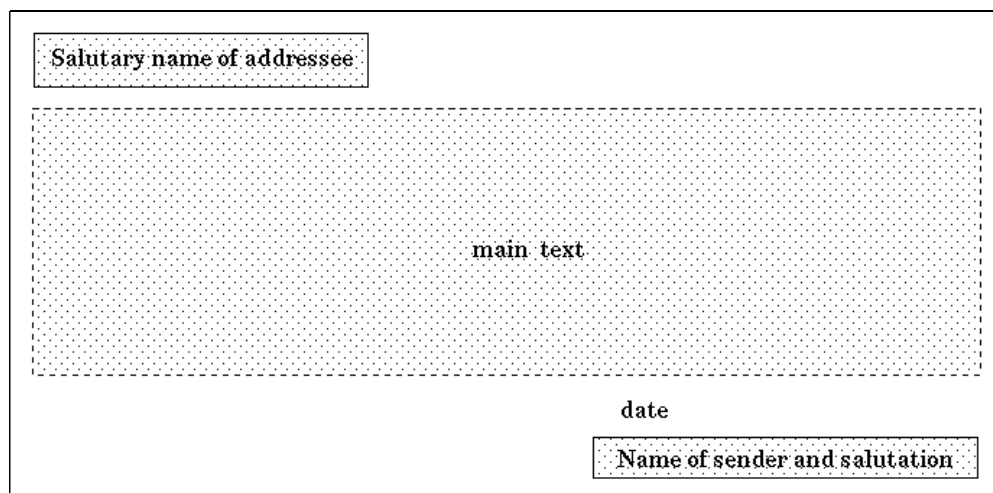 Salutary name of addressee
main text
date
Name of sender and salutation